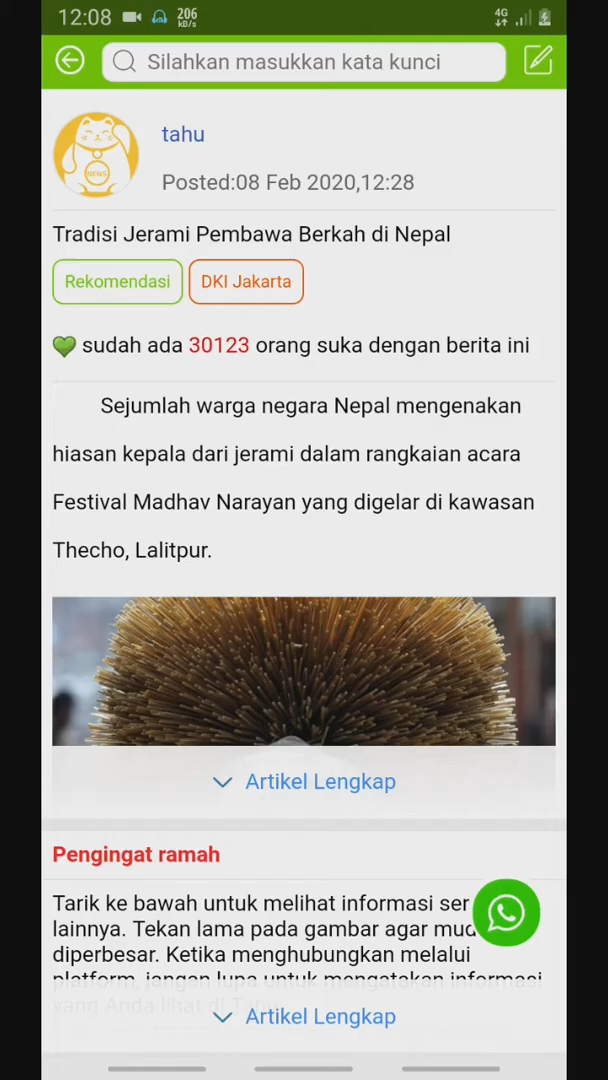 12:08 206 kB/s 4G
Silahkan masukkan kata kunci
NEWS
tahu
Posted:08 Feb 2020,12:28
Tradisi Jerami Pembawa Berkah di Nepal
Rekomendasi DKI Jakarta
sudah ada 30123 orang suka dengan berita ini
Sejumlah warga negara Nepal mengenakan
hiasan kepala dari jerami dalam rangkaian acara
Festival Madhav Narayan yang digelar di kawasan
Thecho, Lalitpur.
Artikel Lengkap
Pengingat ramah
Tarik ke bawah untuk melihat informasi ser
lainnya. Tekan lama pada gambar agar mud
diperbesar. Ketika menghubungkan melalui
platform, jangan lupa untuk mengatakan informasi
yang Anda lihat di Tahu
Artikel Lengkap